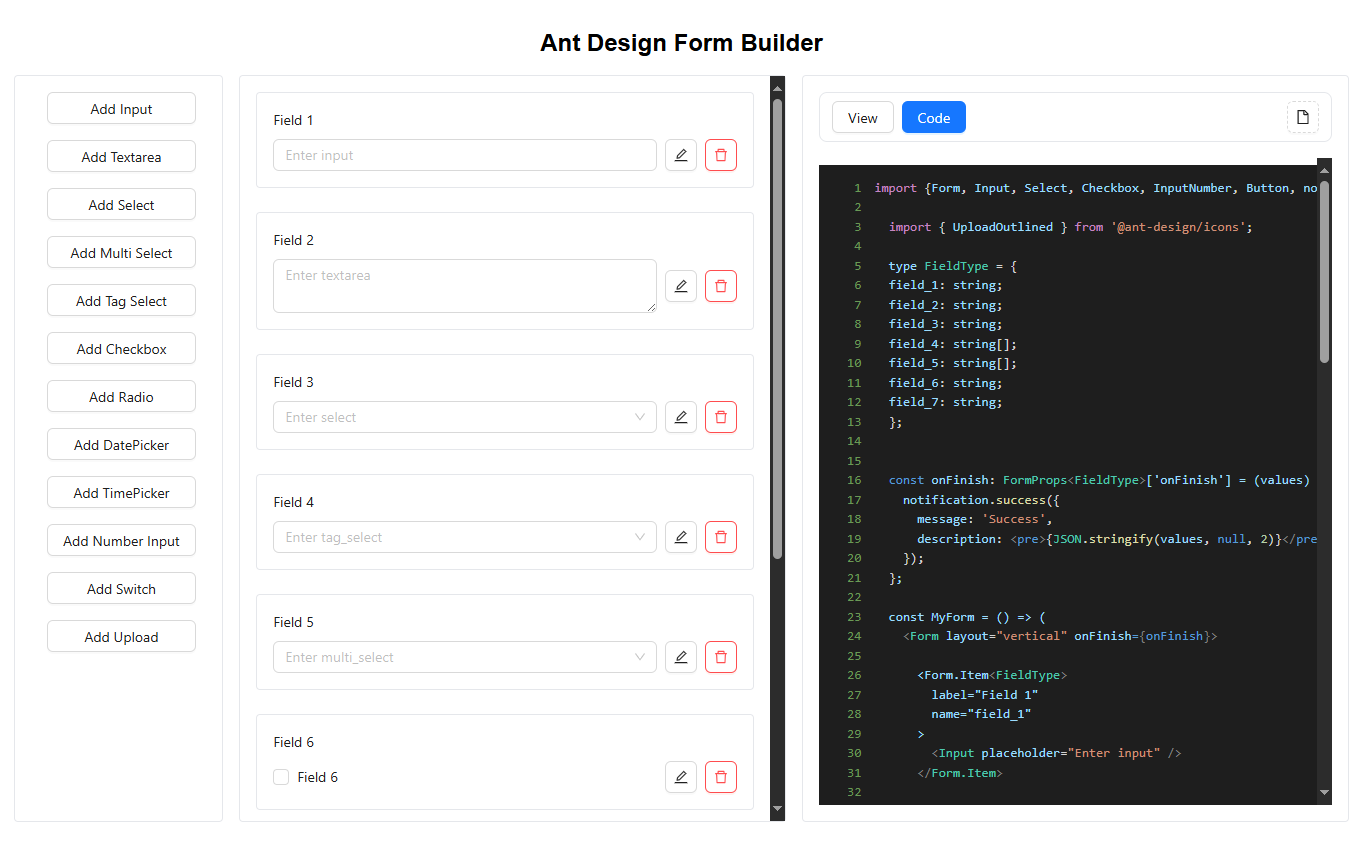 Ant Design Form Builder
Add Input
Add Textarea
Add Select
Add Multi Select
Add Tag Select
Add Checkbox
Add Radio
Add DatePicker
Add TimePicker
Add Number Input
Add Switch
Add Upload
Field 1
Enter input
Field 2
Enter textarea
Field 3
Enter select
Field 4
Enter tag_select
Field 5
Enter multi_select
Field 6
Field 6
View Code
1 import {Form, Input, Select, Checkbox, InputNumber, Button, no
2
3 import { UploadOutlined } from '@ant-design/icons';
4
5 type FieldType = {
6 field_1: string;
7 field_2: string;
8 field_3: string;
9 field_4: string[];
10 field_5: string[];
11 field_6: string;
12 field_7: string;
13 };
14
15
16 const onFinish: FormProps<FieldType>['onFinish'] = (values)
17 notification.success({
18 message: 'Success',
19 description: <pre>{JSON.stringify(values, null, 2)}</pre
20 });
21 };
22
23 const MyForm = () => (
24 <Form layout="vertical" onFinish={onFinish}>
25
26 <Form.Item<FieldType>
27 label="Field 1"
28 name="field_1"
29 >
30 <Input placeholder="Enter input" />
31 </Form.Item>
32